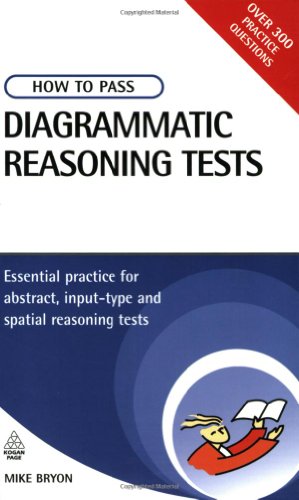 OVER 300
PRACTICE
QUESTIONS
HOW TO PASS
DIAGRAMMATIC
REASONING TESTS
Essential practice for
abstract, input-type and
spatial reasoning tests
KOGAN
PAGE
MIKE BRYON